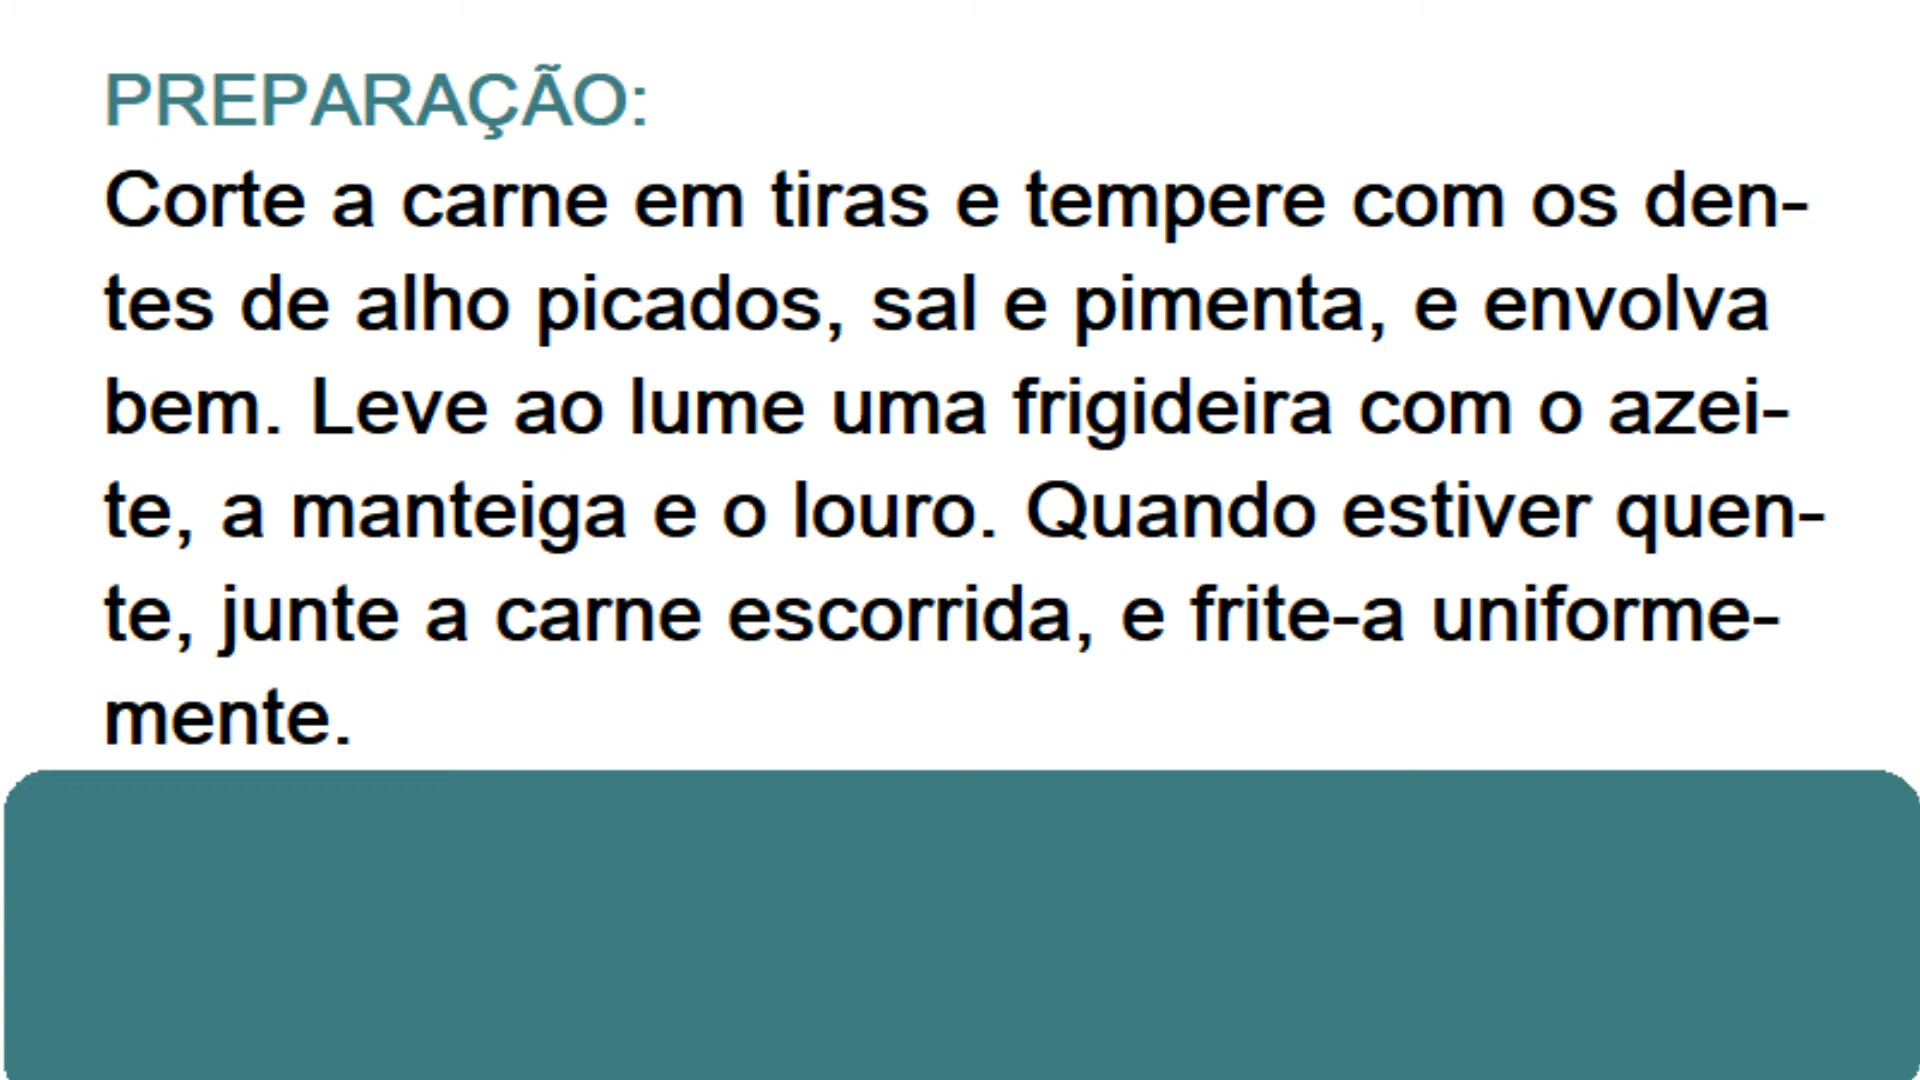 PREPARAÇÃO:
Corte a carne em tiras e tempere com os den-
tes de alho picados, sal e pimenta, e envolva
bem. Leve ao lume uma frigideira com o azei-
te, a manteiga e o louro. Quando estiver quen-
te, junte a carne escorrida, e frite-a uniforme-
mente.